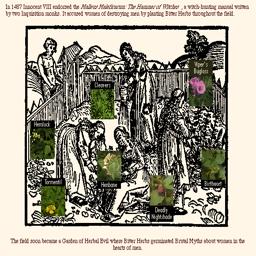 In 1487 Innocent VIII endorsed the Malleus Maleficarum: The Hammer of Witches, a witch-hunting manual written
by two Inquisition monks. It accused women of destroying men by planting Bitter Herbs throughout the field.
Viper's
Bugloss
Cleavers
Hemlock
Tormentil
Henbane
Deadly
Nightshade
Birthwort
The field soon became a Garden of Herbal Evil where Bitter Herbs germinated Brutal Myths about women in the
hearts of men.